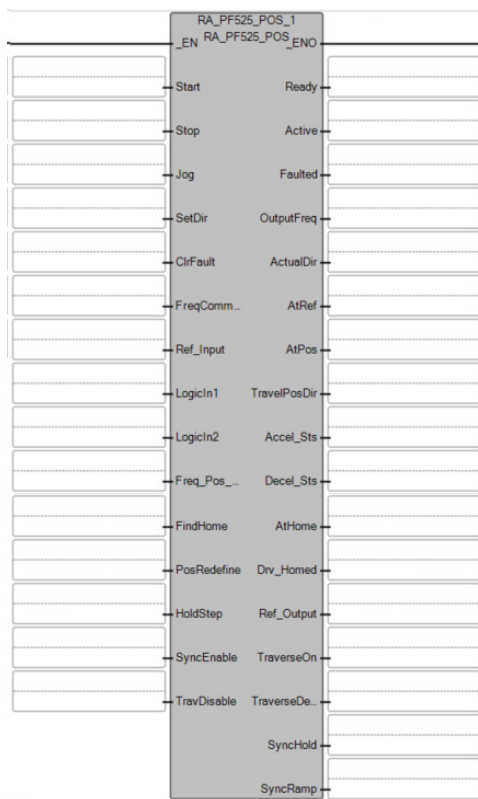 RA_PF525_POS_1
RA_PF525_POS
_EN _ENO
Start Ready
Stop Active
Jog Faulted
SetDir OutputFreq
ClrFault ActualDir
FreqComm... AtRef
Ref_Input AtPos
LogicIn1 TravelPosDir
LogicIn2 Accel_Sts
Freq_Pos_... Decel_Sts
FindHome AtHome
PosRedefine Drv_Homed
HoldStep Ref_Output
SyncEnable TraverseOn
TravDisable TraverseDe...
SyncHold
SyncRamp